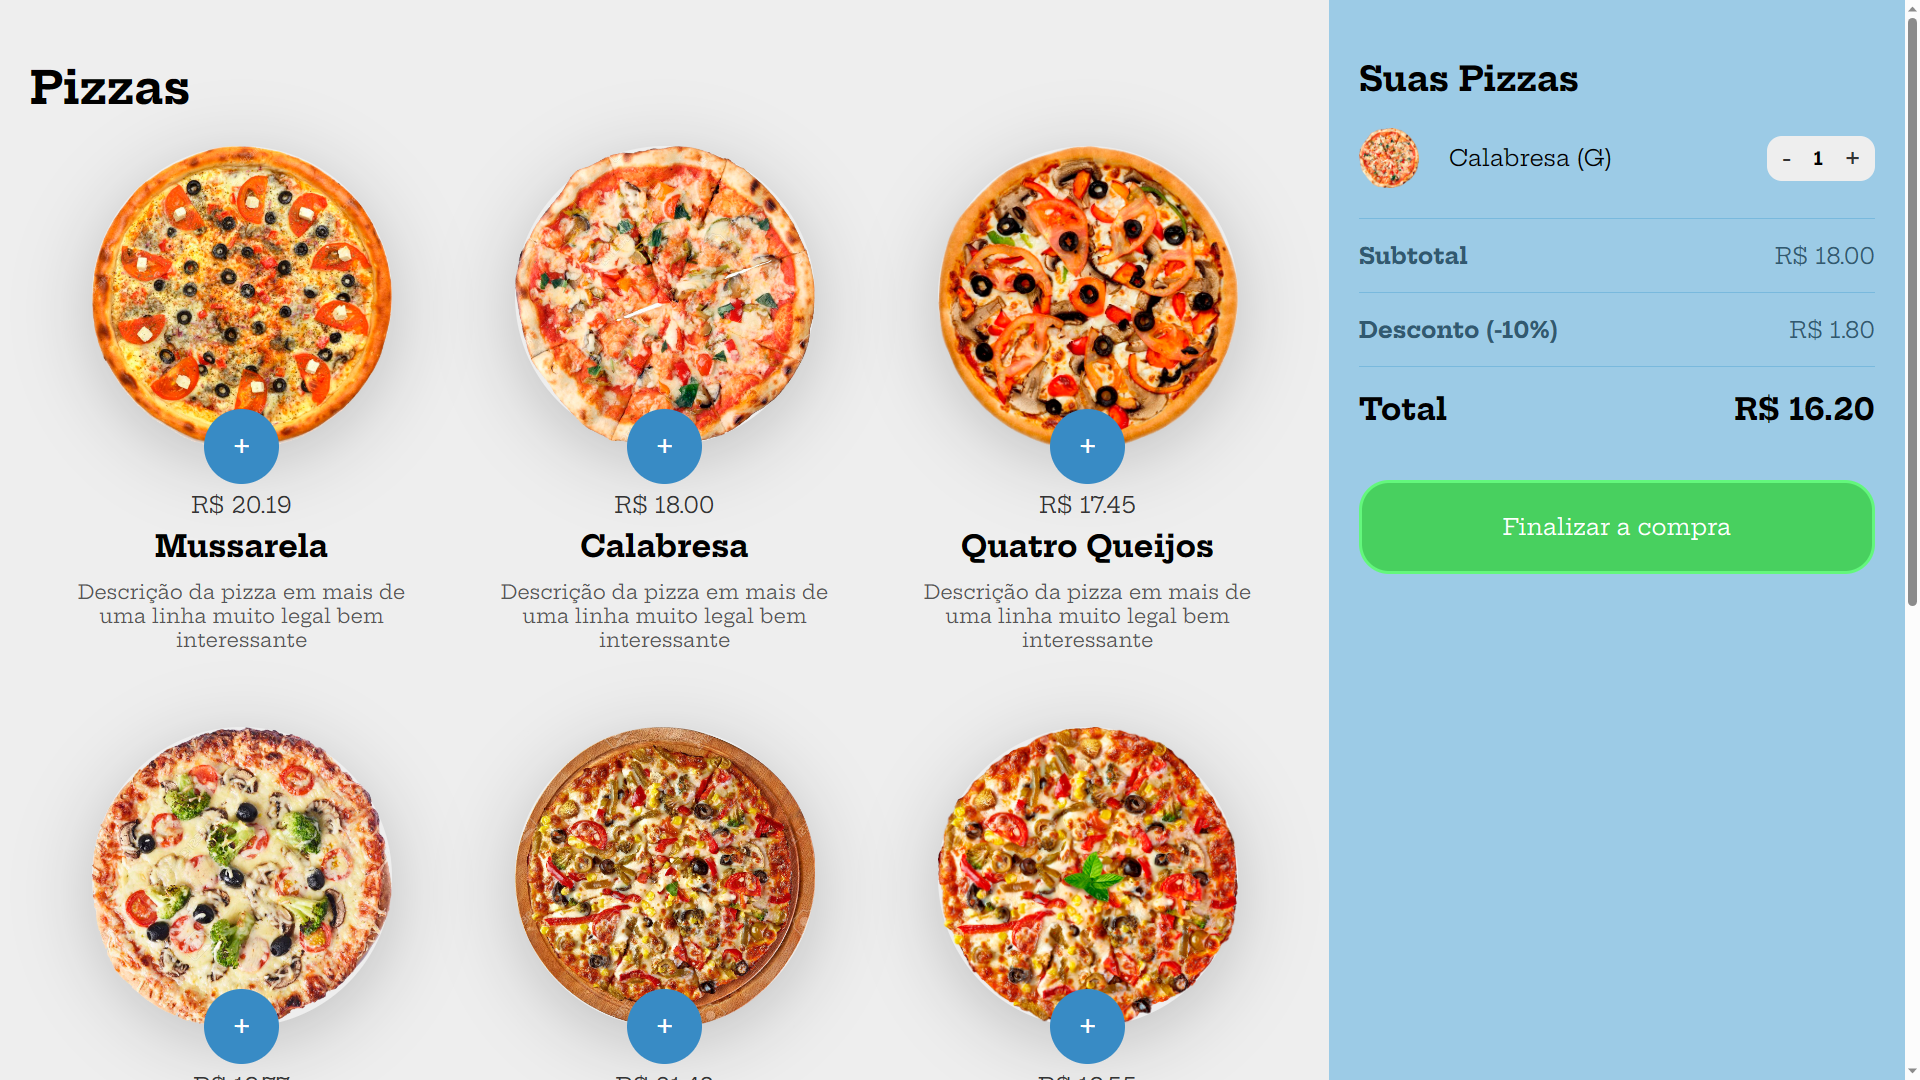 Pizzas
+
+
+
R$ 20.19
R$ 18.00
R$ 17.45
Mussarela
Calabresa
Quatro Queijos
Descrição da pizza em mais de
uma linha muito legal bem
interessante
Descrição da pizza em mais de
uma linha muito legal bem
interessante
Descrição da pizza em mais de
uma linha muito legal bem
interessante
+
+
+
Suas Pizzas
Calabresa (G)
- 1 +
Subtotal R$ 18.00
Desconto (-10%) R$ 1.80
Total R$ 16.20
Finalizar a compra